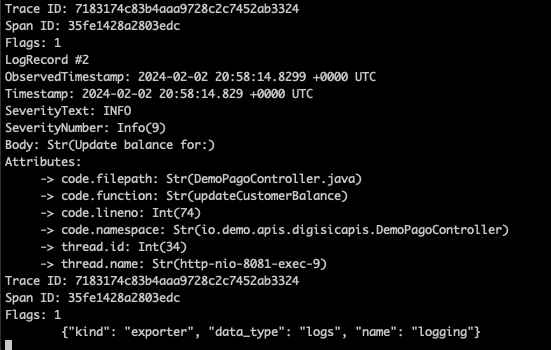 Trace ID: 7183174c83b4aaa9728c2c7452ab3324
Span ID: 35fe1428a2803edc
Flags: 1
LogRecord #2
ObservedTimestamp: 2024-02-02 20:58:14.8299 +0000 UTC
Timestamp: 2024-02-02 20:58:14.829 +0000 UTC
SeverityText: INFO
SeverityNumber: Info(9)
Body: Str(Update balance for:)
Attributes:
     -> code.filepath: Str(DemoPagoController.java)
     -> code.function: Str(updateCustomerBalance)
     -> code.lineno: Int(74)
     -> code.namespace: Str(io.demo.apis.digisicapis.DemoPagoController)
     -> thread.id: Int(34)
     -> thread.name: Str(http-nio-8081-exec-9)
Trace ID: 7183174c83b4aaa9728c2c7452ab3324
Span ID: 35fe1428a2803edc
Flags: 1
        {"kind": "exporter", "data_type": "logs", "name": "logging"}